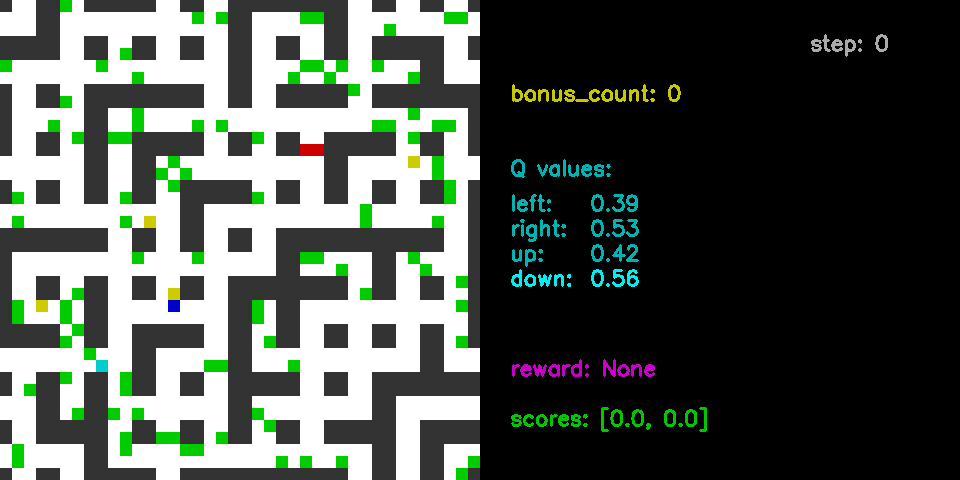 step: 0
bonus_count: 0
Q values:
left: 0.39
right: 0.53
up: 0.42
down: 0.56
reward: None
scores: [0.0, 0.0]